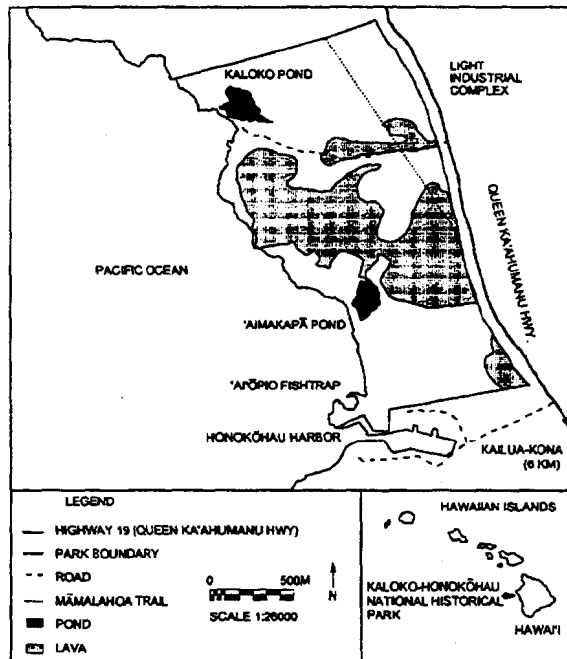 KALOKO POND
LIGHT
INDUSTRIAL
COMPLEX
QUEEN KA'AHUMANU HWY.
PACIFIC OCEAN
'AIMAKAPĀ POND
'AI'ŌPIO FISHTRAP
HONOKŌHAU HARBOR
KAILUA-KONA
(6 KM)
LEGEND
HIGHWAY 19 (QUEEN KA'AHUMANU HWY)
PARK BOUNDARY
ROAD
MĀMALAHOA TRAIL
POND
LAVA
0 500M
SCALE 1:26000
N
HAWAIIAN ISLANDS
KALOKO-HONOKŌHAU
NATIONAL HISTORICAL
PARK
HAWAI'I